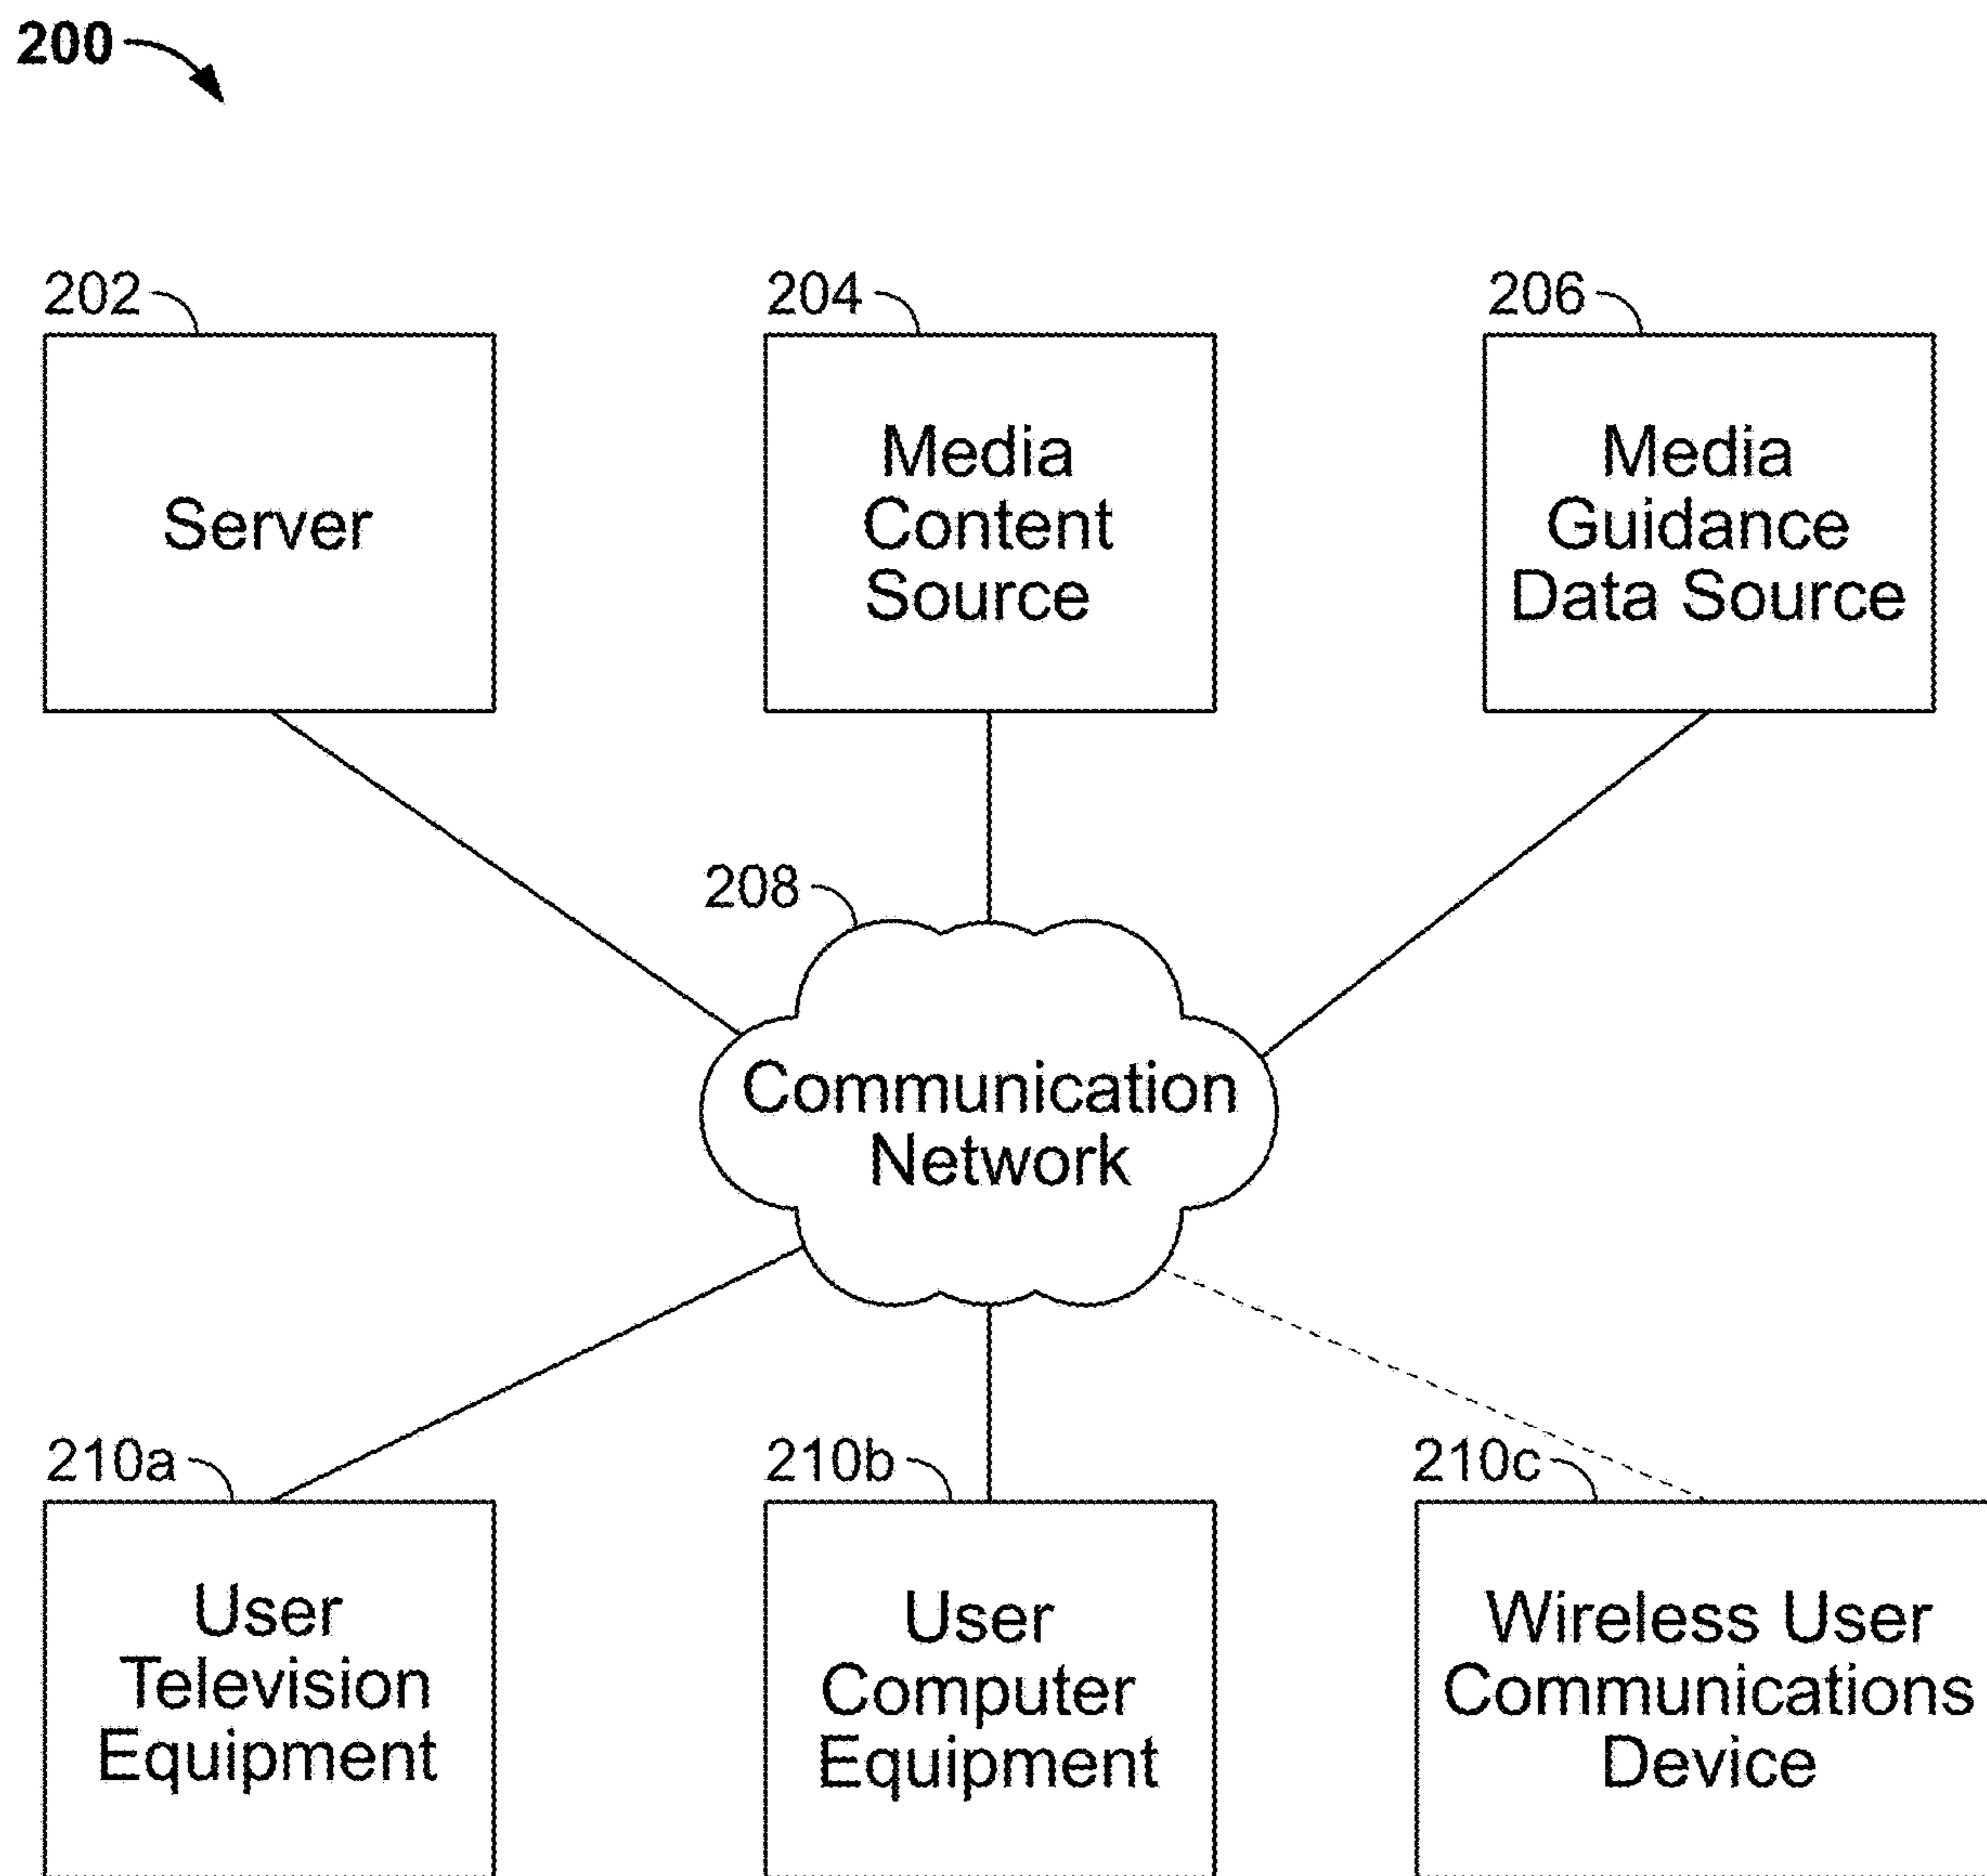 200
202
204
206
Server
Media
Content
Source
Media
Guidance
Data Source
208
Communication
Network
210a
210b
210c
User
Television
Equipment
User
Computer
Equipment
Wireless User
Communications
Device